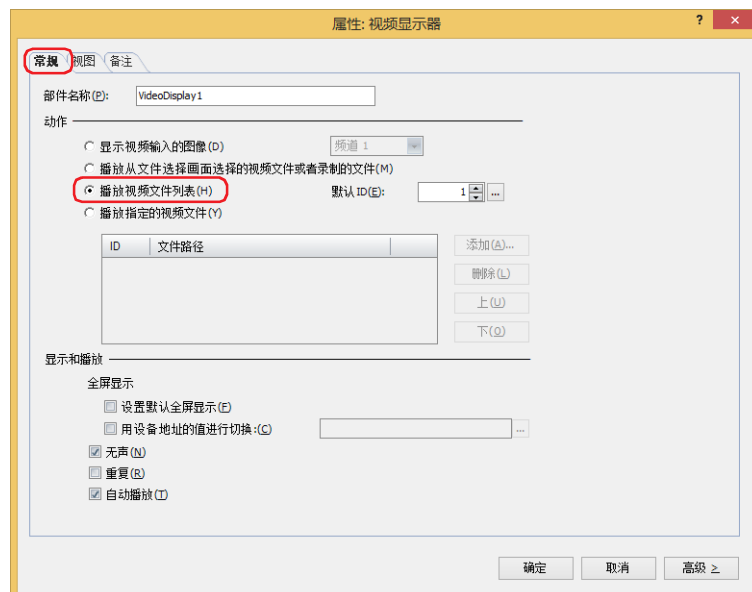 属性: 视频显示器
?
常规 视图 备注
部件名称(P): VideoDisplay1
动作
显示视频输入的图像(D) 频道 1
播放从文件选择画面选择的视频文件或者录制的文件(M)
播放视频文件列表(H) 默认ID(E): 1 ...
播放指定的视频文件(Y)
ID 文件路径
添加(A)...
删除(L)
上(U)
下(O)
显示和播放
全屏显示
设置默认全屏显示(F)
用设备地址的值进行切换:(C) ...
无声(N)
重复(R)
自动播放(T)
确定 取消 高级 >